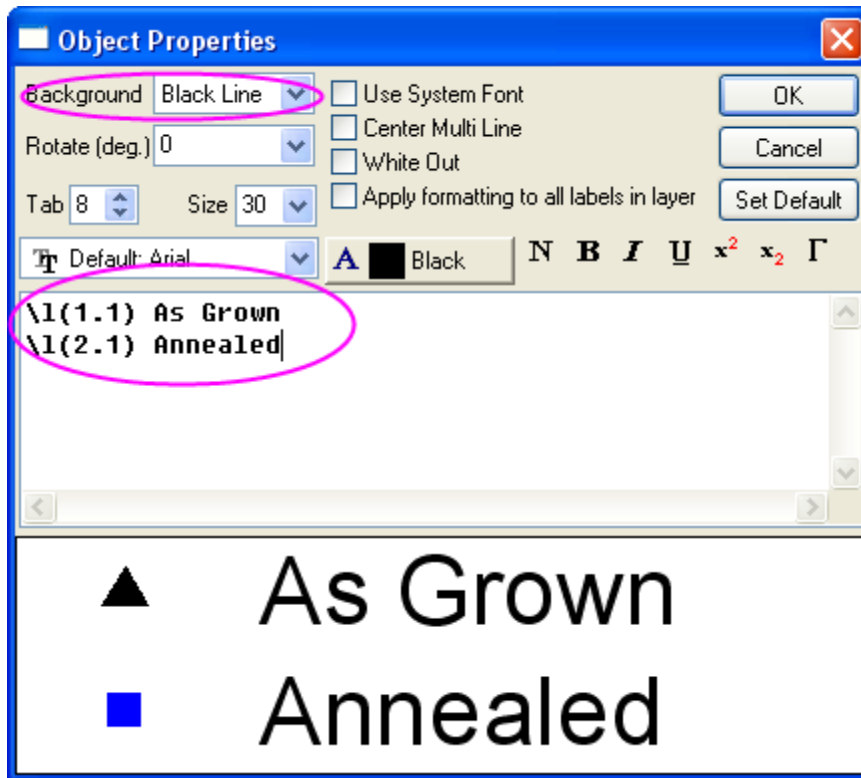 Object Properties
Background Black Line
Use System Font
OK
Center Multi Line
Rotate (deg.) 0
White Out
Cancel
Tab 8 Size 30
Apply formatting to all labels in layer
Set Default
Default: Arial
A Black
N B I U x² x₂ Γ
\l(1.1) As Grown
\l(2.1) Annealed
As Grown
Annealed